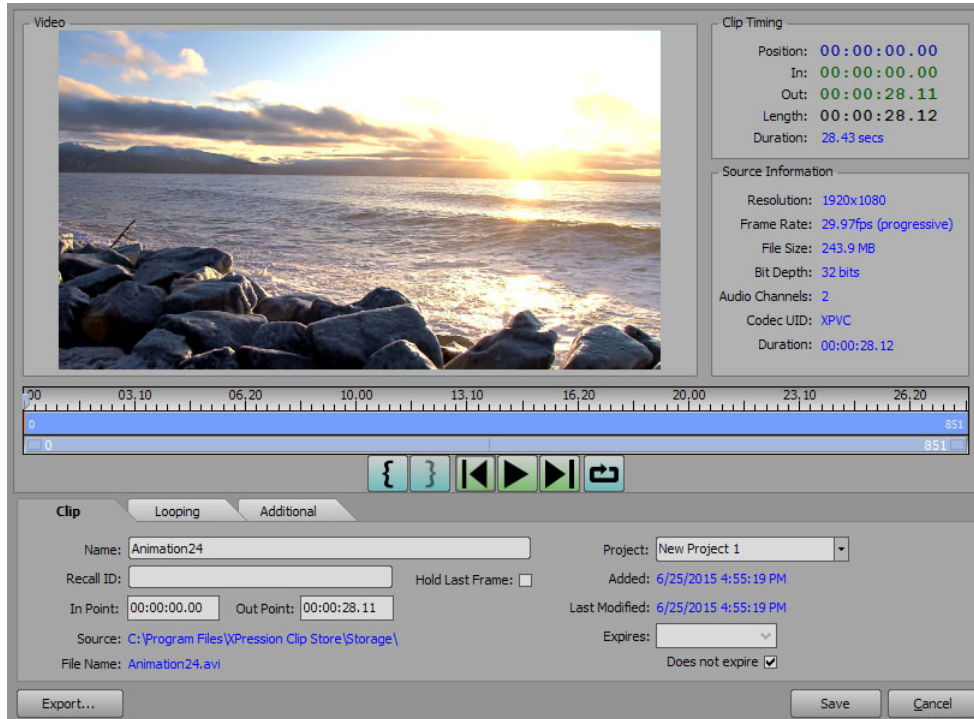 Video
Clip Timing
Position: 00:00:00.00
In: 00:00:00.00
Out: 00:00:28.11
Length: 00:00:28.12
Duration: 28.43 secs
Source Information
Resolution: 1920x1080
Frame Rate: 29.97fps (progressive)
File Size: 243.9 MB
Bit Depth: 32 bits
Audio Channels: 2
Codec UID: XPVC
Duration: 00:00:28.12
00 03.10 06.20 10.00 13.10 16.20 20.00 23.10 26.20
0 851
0 851
Clip Looping Additional
Name: Animation24
Project: New Project 1
Recall ID:
Hold Last Frame:
Added: 6/25/2015 4:55:19 PM
In Point: 00:00:00.00 Out Point: 00:00:28.11
Last Modified: 6/25/2015 4:55:19 PM
Source: C:\Program Files\XPression Clip Store\Storage\
Expires:
File Name: Animation24.avi
Does not expire
Export... Save Cancel